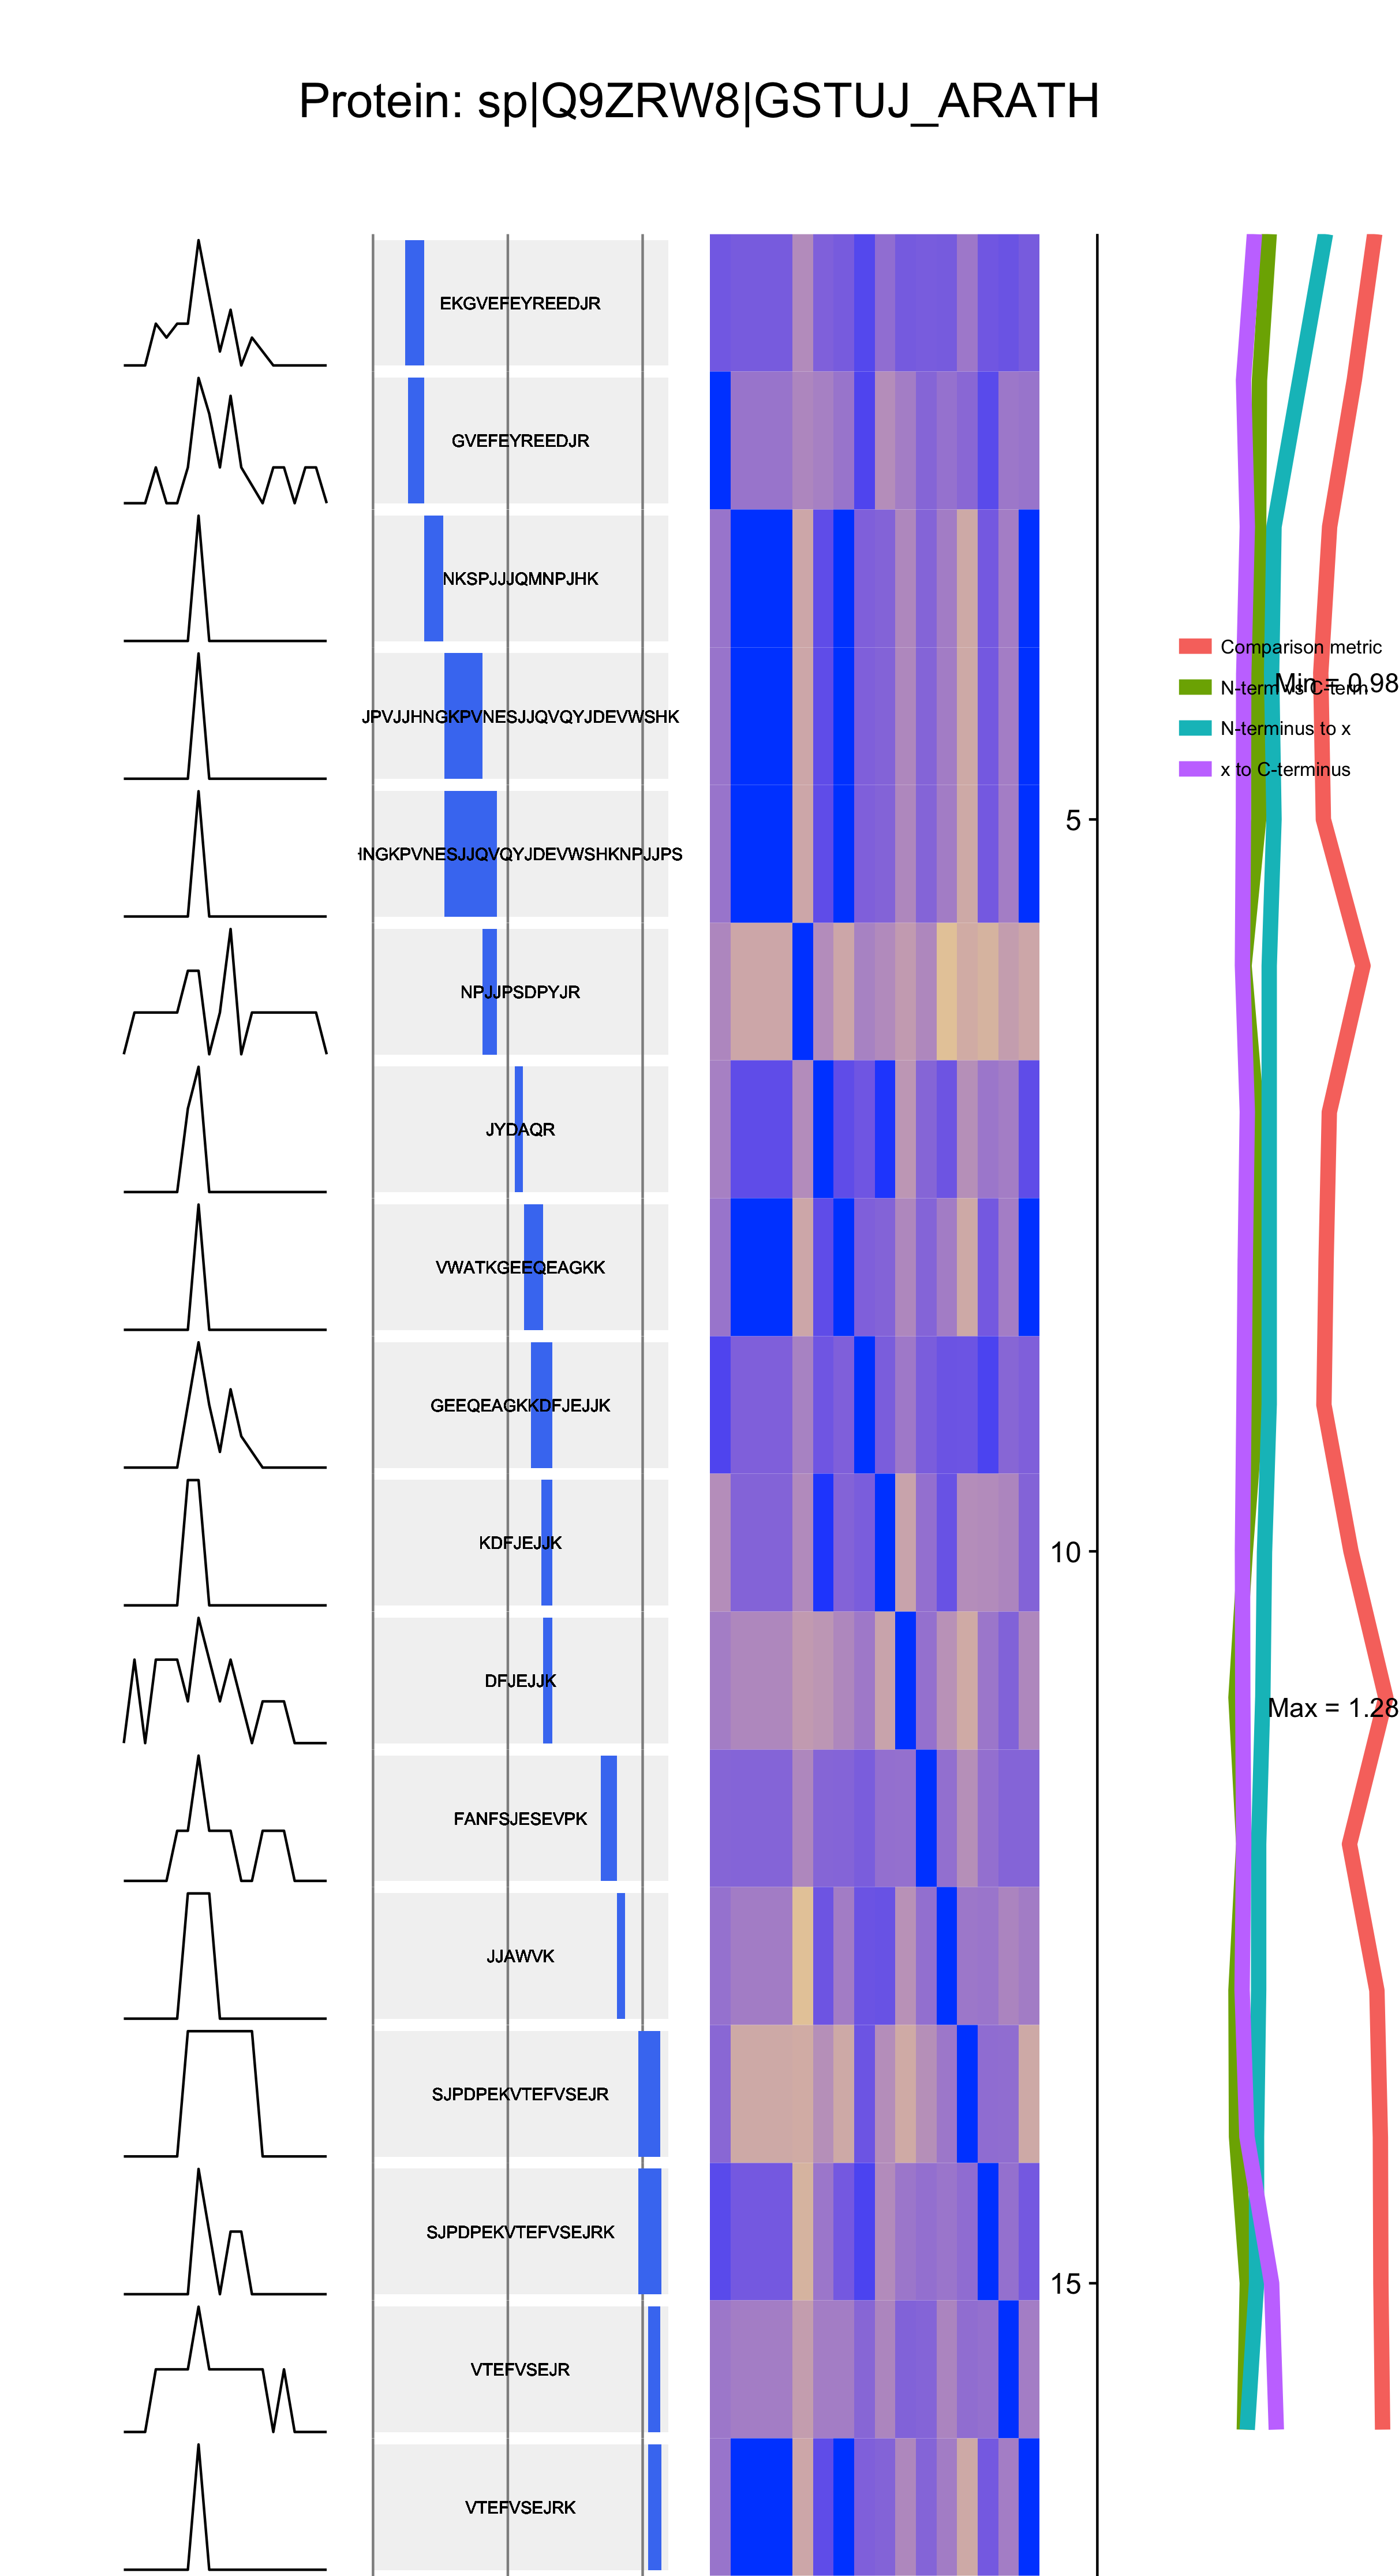 Protein: sp|Q9ZRW8|GSTUJ_ARATH
EKGVEFEYREEDJR
GVEFEYREEDJR
NKSPJJJQMNPJHK
Comparison metric
Min = 0.98
N-term vs C-term
JPVJJHNGKPVNESJJQVQYJDEVWSHK
N-terminus to x
x to C-terminus
5
HNGKPVNESJJQVQYJDEVWSHKNPJJPS
NPJJPSDPYJR
JYDAQR
VWATKGEEQEAGKK
GEEQEAGKKDFJEJJK
KDFJEJJK
10
DFJEJJK
Max = 1.28
FANFSJESEVPK
JJAWVK
SJPDPEKVTEFVSEJR
SJPDPEKVTEFVSEJRK
15
VTEFVSEJR
VTEFVSEJRK